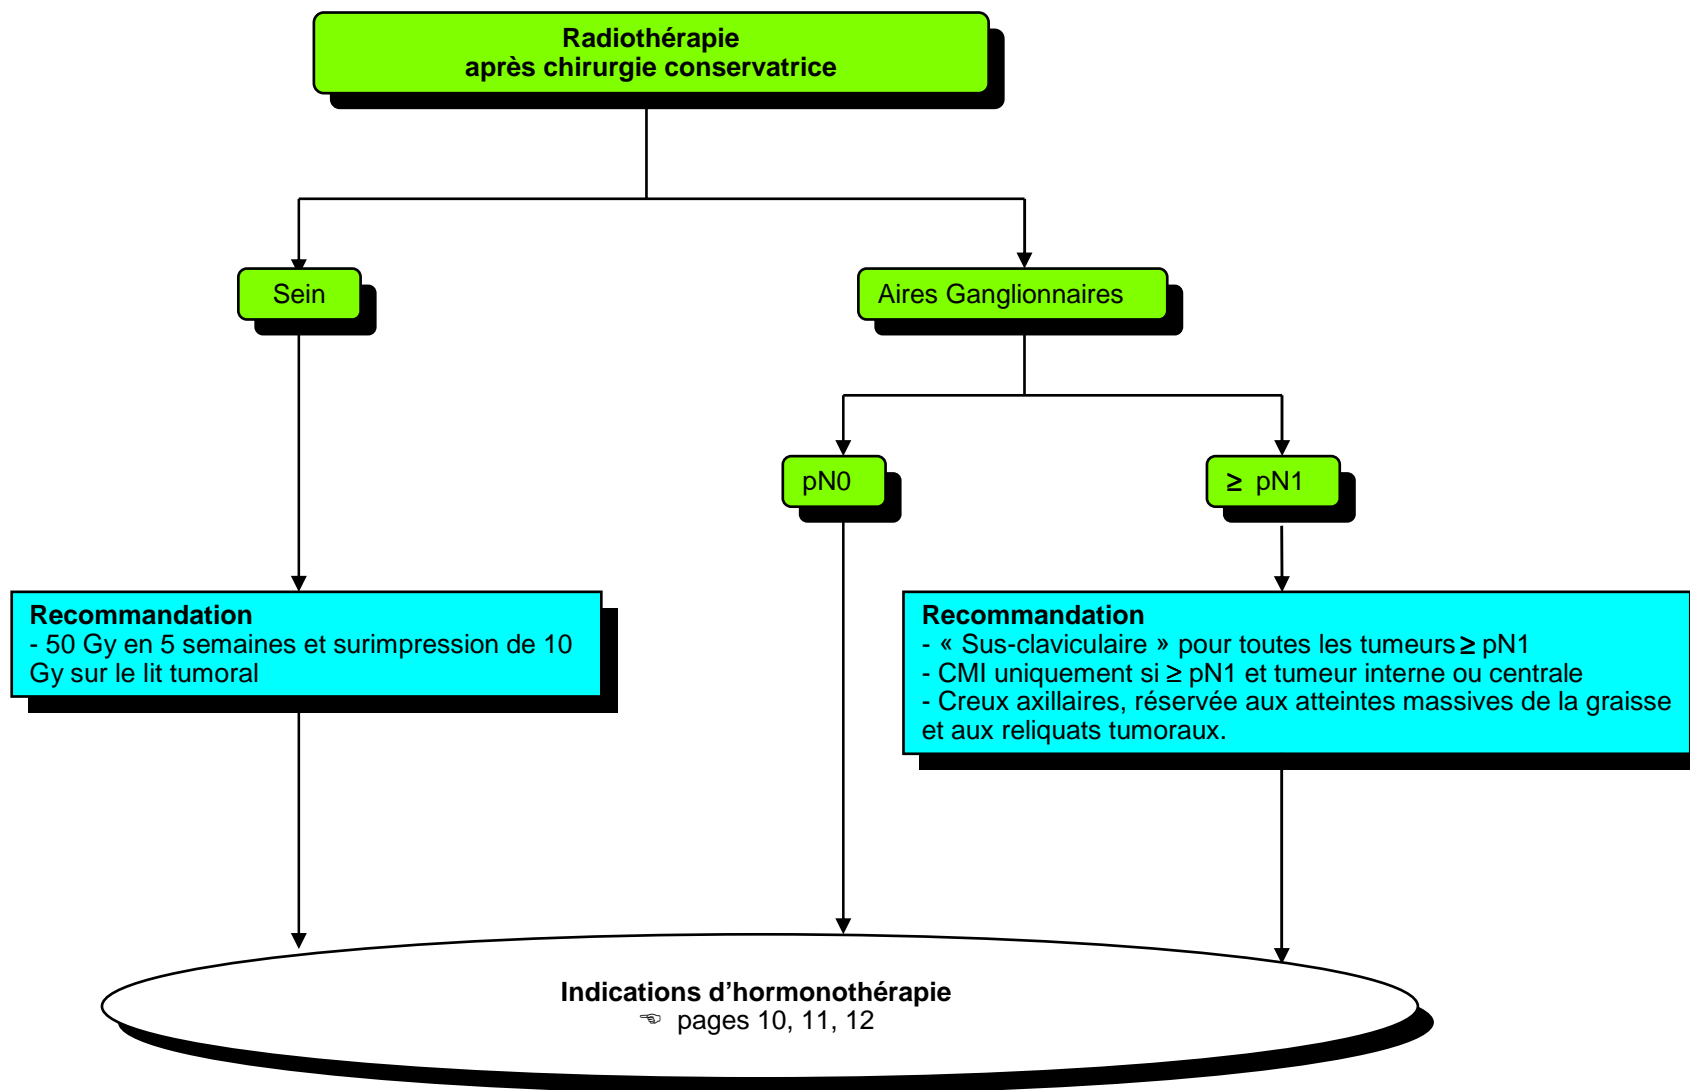 Radiothérapie
après chirurgie conservatrice
Sein
Aires Ganglionnaires
pN0
≥ pN1
Recommandation
- 50 Gy en 5 semaines et surimpression de 10
Gy sur le lit tumoral
Recommandation
- « Sus-claviculaire » pour toutes les tumeurs ≥ pN1
- CMI uniquement si ≥ pN1 et tumeur interne ou centrale
- Creux axillaires, réservée aux atteintes massives de la graisse
et aux reliquats tumoraux.
Indications d’hormonothérapie
☜ pages 10, 11, 12